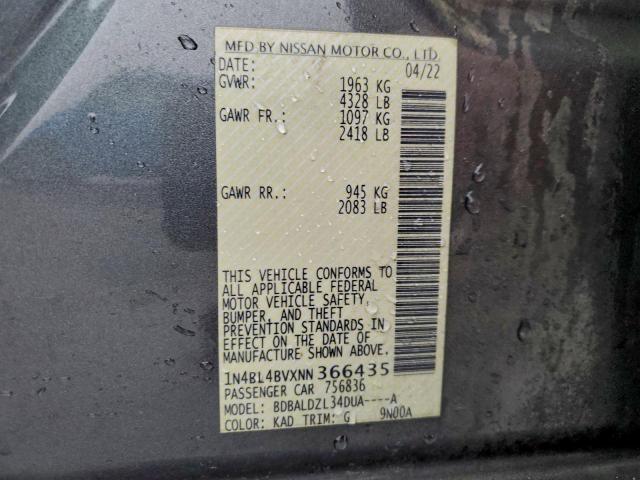 MFD BY NISSAN MOTOR CO., LTD.
DATE: 04/22
GVWR: 1963 KG
4328 LB
GAWR FR.: 1097 KG
2418 LB
GAWR RR.: 945 KG
2083 LB
THIS VEHICLE CONFORMS TO
ALL APPLICABLE FEDERAL
MOTOR VEHICLE SAFETY,
BUMPER, AND THEFT
PREVENTION STANDARDS IN
EFFECT ON THE DATE OF
MANUFACTURE SHOWN ABOVE.
1N4BL4BVXNN366435
PASSENGER CAR 756836
MODEL: BDBALDZL34DUA----A
COLOR: KAD TRIM: G 9N00A